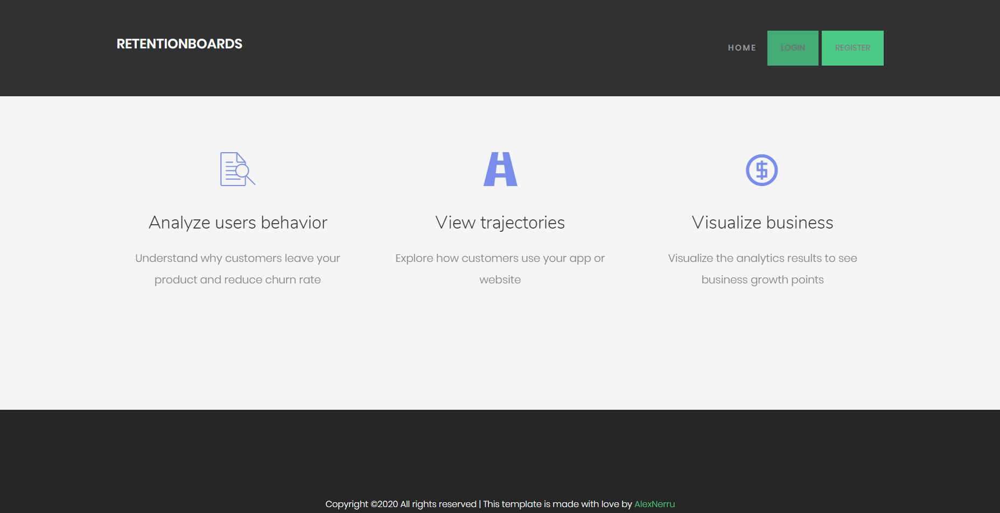 RETENTIONBOARDS
HOME
LOGIN
REGISTER
Analyze users behavior
Understand why customers leave your
product and reduce churn rate
View trajectories
Explore how customers use your app or
website
Visualize business
Visualize the analytics results to see
business growth points
Copyright ©2020 All rights reserved | This template is made with love by AlexNerru